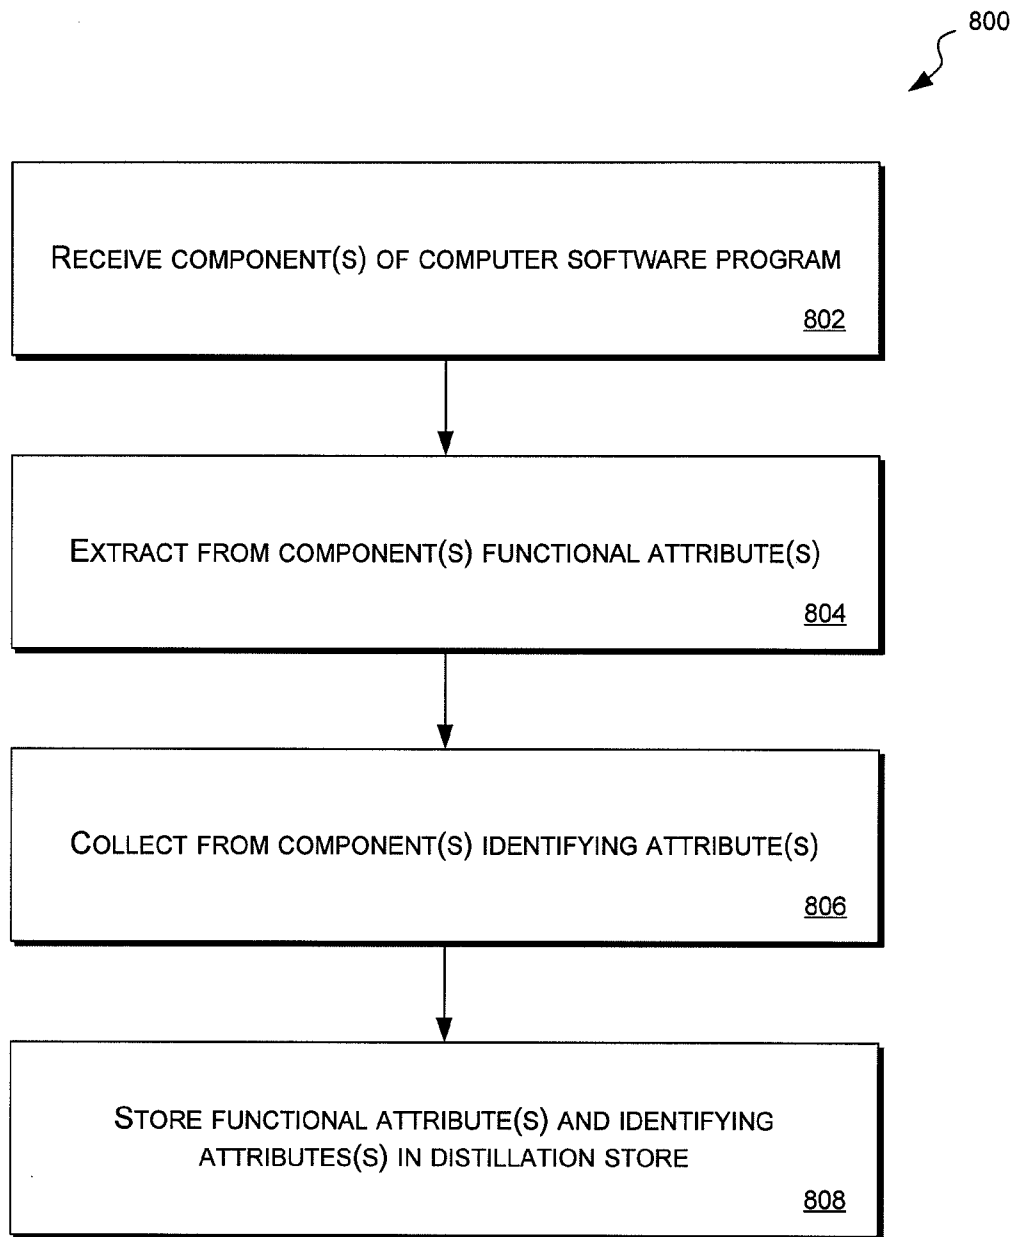 800
RECEIVE COMPONENT(S) OF COMPUTER SOFTWARE PROGRAM
802
EXTRACT FROM COMPONENT(S) FUNCTIONAL ATTRIBUTE(S)
804
COLLECT FROM COMPONENT(S) IDENTIFYING ATTRIBUTE(S)
806
STORE FUNCTIONAL ATTRIBUTE(S) AND IDENTIFYING
ATTRIBUTES(S) IN DISTILLATION STORE
808